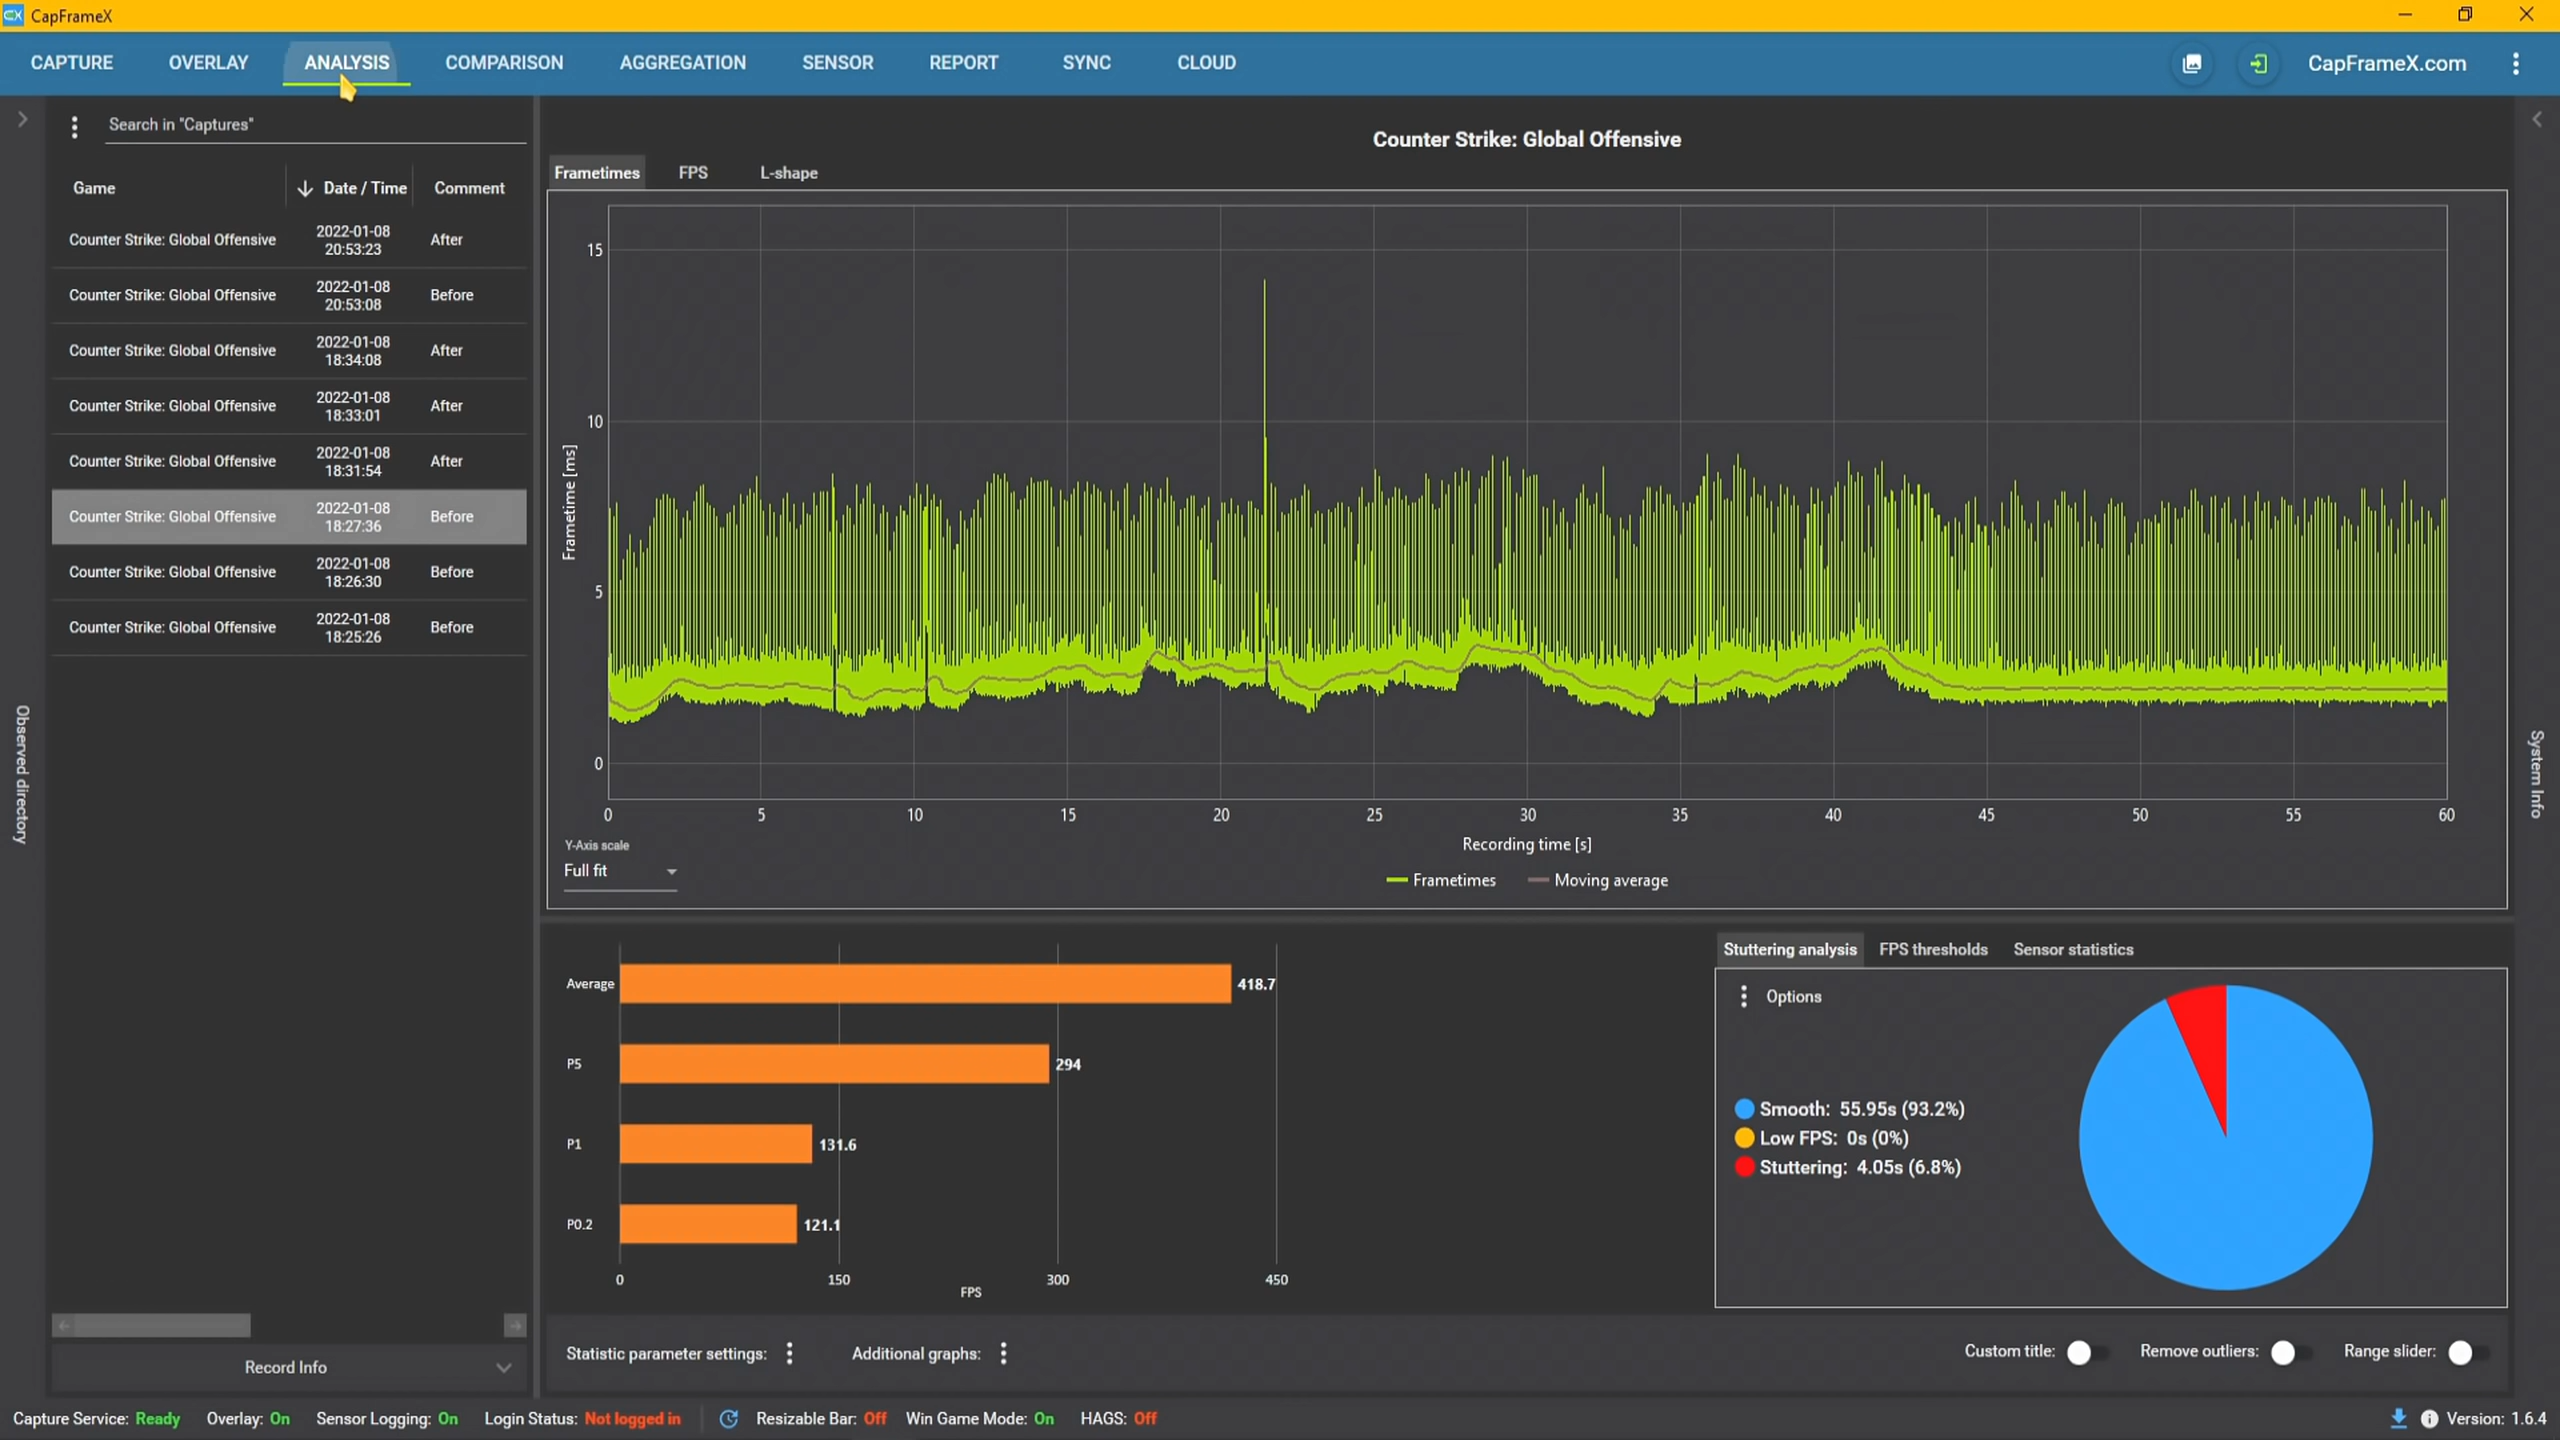 CX CapFrameX
CAPTURE OVERLAY ANALYSIS COMPARISON AGGREGATION SENSOR REPORT SYNC CLOUD CapFrameX.com
Search in "Captures"
Game Date / Time Comment
Counter Strike: Global Offensive 2022-01-08 20:53:23 After
Counter Strike: Global Offensive 2022-01-08 20:53:08 Before
Counter Strike: Global Offensive 2022-01-08 18:34:08 After
Counter Strike: Global Offensive 2022-01-08 18:33:01 After
Counter Strike: Global Offensive 2022-01-08 18:31:54 After
Counter Strike: Global Offensive 2022-01-08 18:27:36 Before
Counter Strike: Global Offensive 2022-01-08 18:26:30 Before
Counter Strike: Global Offensive 2022-01-08 18:25:26 Before
Observed directory
Record Info
Counter Strike: Global Offensive
Frametimes FPS L-shape
Frametime [ms]
15
10
5
0
0 5 10 15 20 25 30 35 40 45 50 55 60
Recording time [s]
Y-Axis scale
Full fit
Frametimes Moving average
System Info
Average 418.7
P5 294
P1 131.6
P0.2 121.1
0 150 300 450
FPS
Stuttering analysis FPS thresholds Sensor statistics
Options
Smooth: 55.95s (93.2%)
Low FPS: 0s (0%)
Stuttering: 4.05s (6.8%)
Statistic parameter settings: Additional graphs: Custom title: Remove outliers: Range slider:
Capture Service: Ready Overlay: On Sensor Logging: On Login Status: Not logged in Resizable Bar: Off Win Game Mode: On HAGS: Off Version: 1.6.4